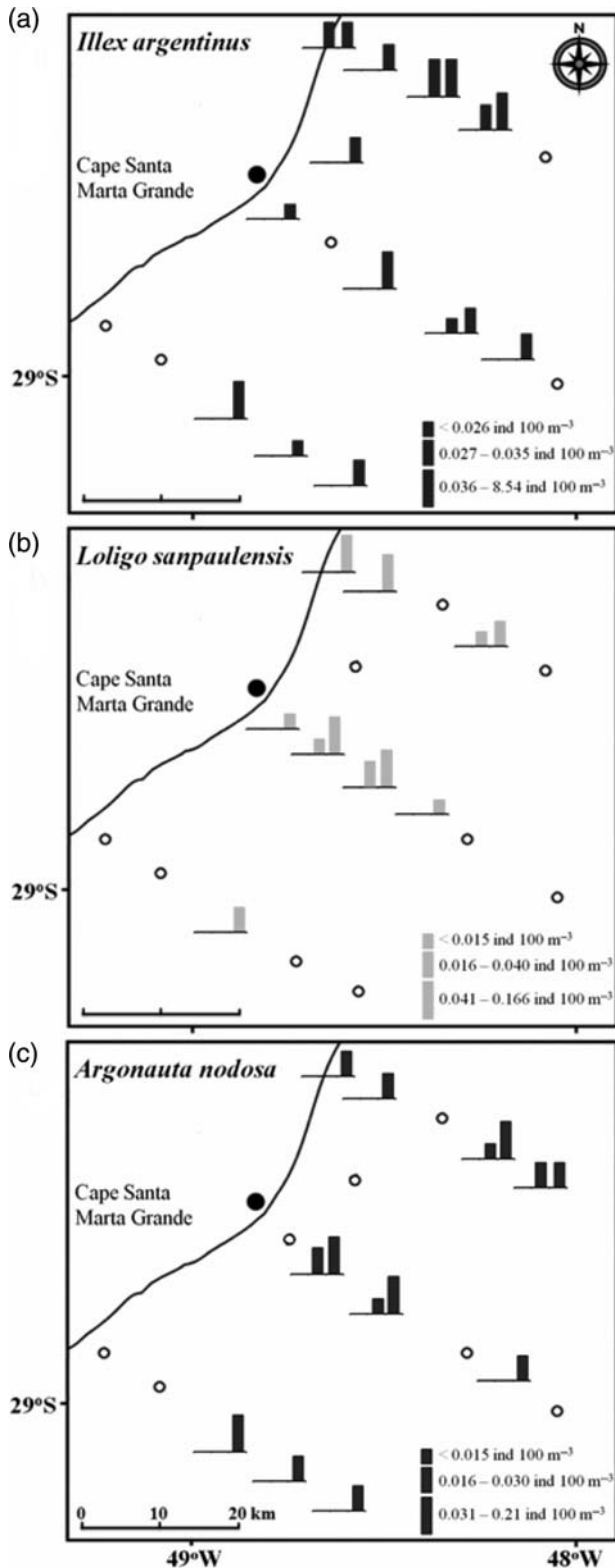 (a)
Illex argentinus
Cape Santa
Marta Grande
29°S
< 0.026 ind 100 m⁻³
0.027 – 0.035 ind 100 m⁻³
0.036 – 8.54 ind 100 m⁻³
(b)
Loligo sanpaulensis
Cape Santa
Marta Grande
29°S
< 0.015 ind 100 m⁻³
0.016 – 0.040 ind 100 m⁻³
0.041 – 0.166 ind 100 m⁻³
(c)
Argonauta nodosa
Cape Santa
Marta Grande
29°S
< 0.015 ind 100 m⁻³
0.016 – 0.030 ind 100 m⁻³
0.031 – 0.21 ind 100 m⁻³
0 10 20 km
49°W 48°W